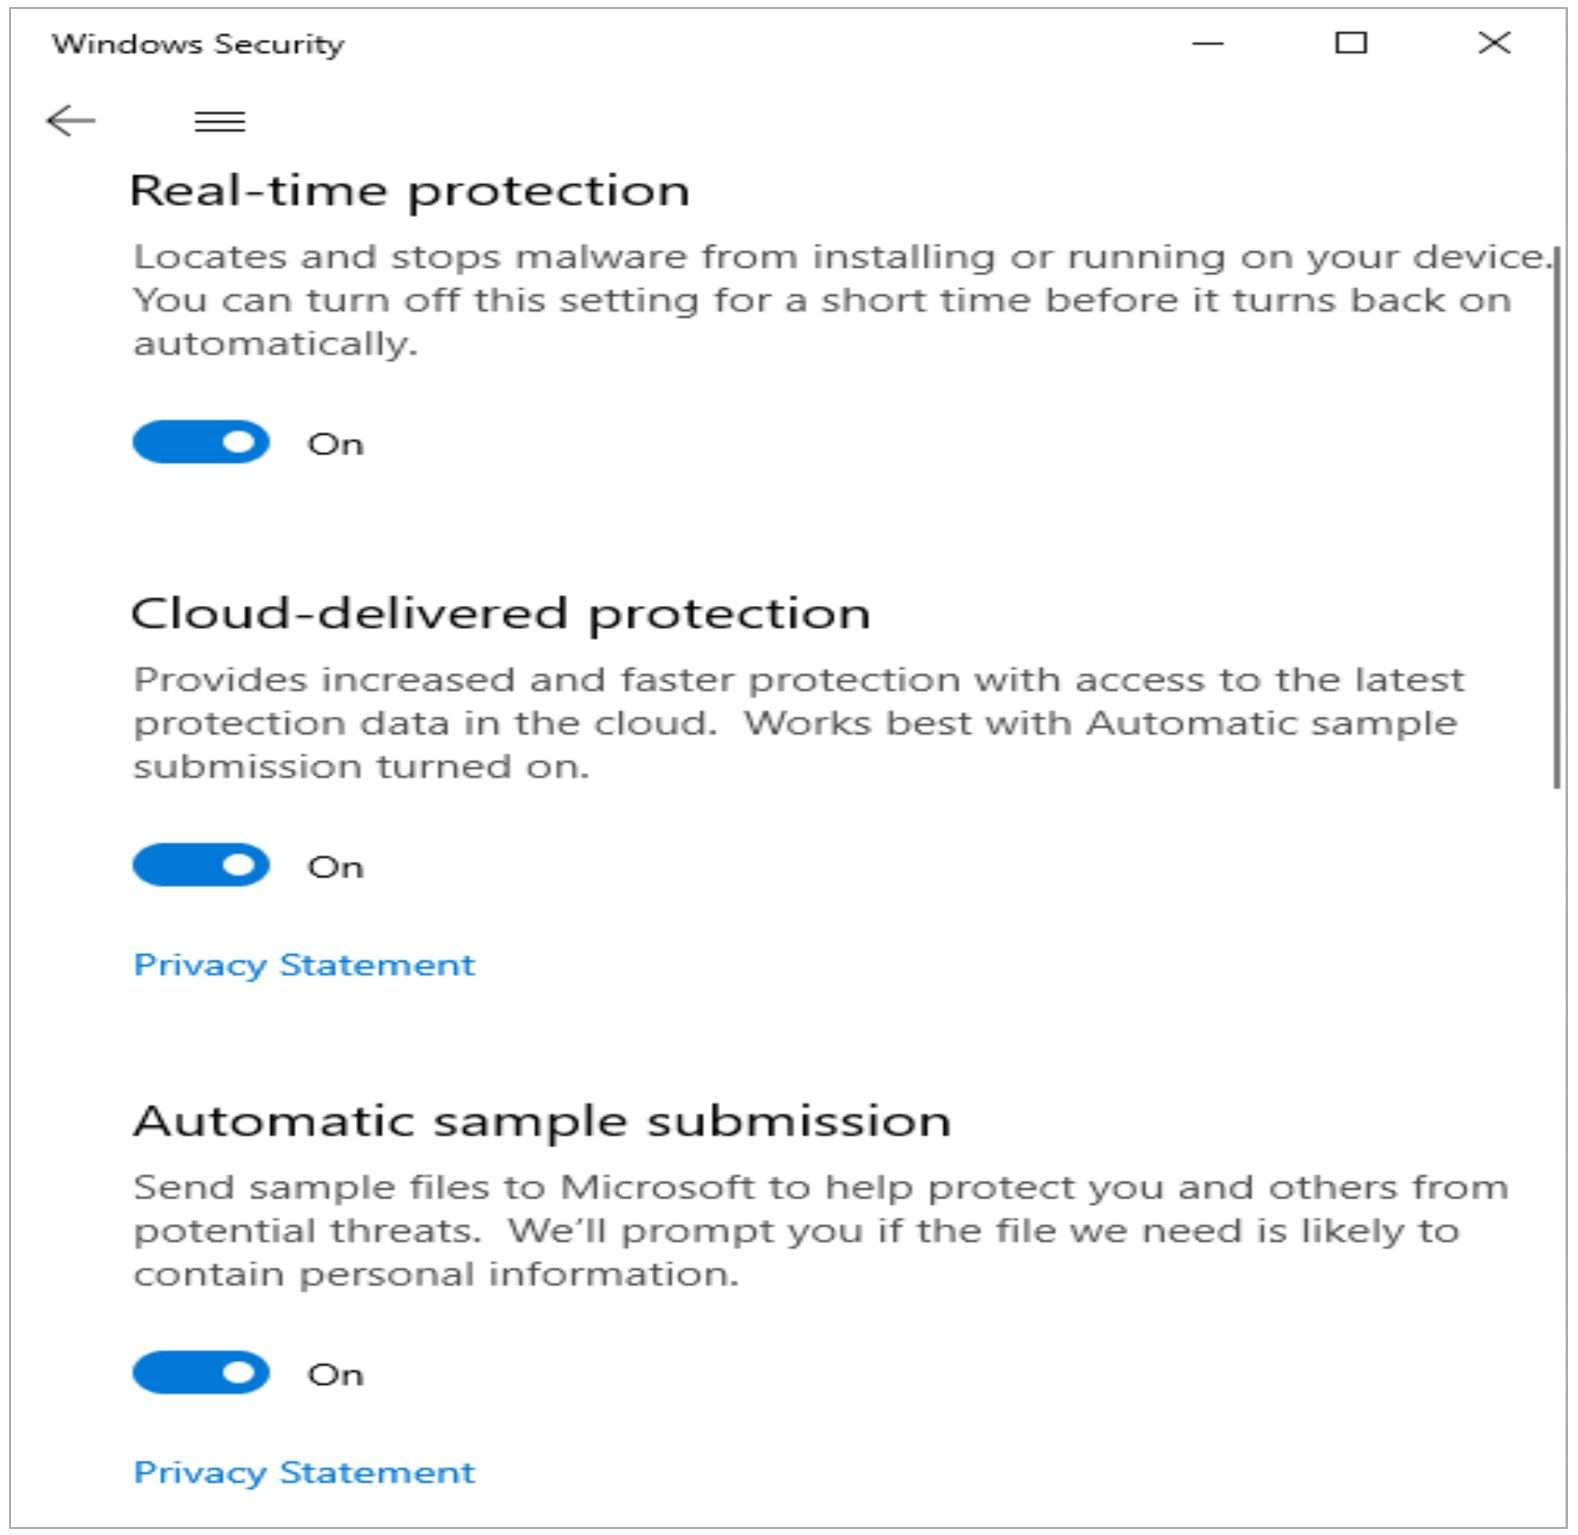 Windows Security
Real-time protection
Locates and stops malware from installing or running on your device.
You can turn off this setting for a short time before it turns back on
automatically.
On
Cloud-delivered protection
Provides increased and faster protection with access to the latest
protection data in the cloud.  Works best with Automatic sample
submission turned on.
On
Privacy Statement
Automatic sample submission
Send sample files to Microsoft to help protect you and others from
potential threats.  We’ll prompt you if the file we need is likely to
contain personal information.
On
Privacy Statement